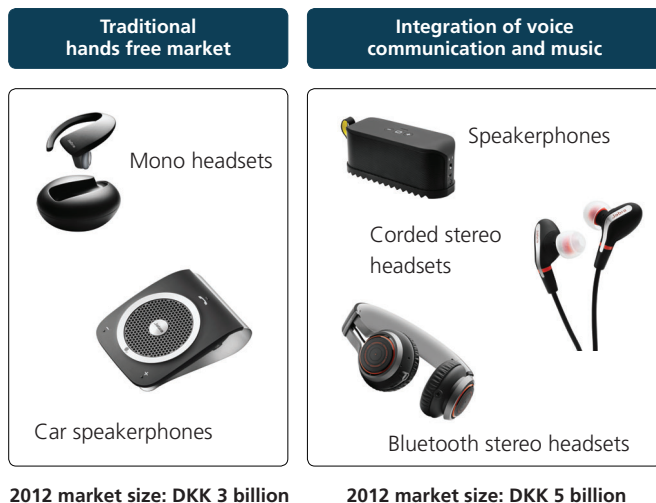 Traditional
hands free market
Mono headsets
Car speakerphones
2012 market size: DKK 3 billion
Integration of voice
communication and music
Speakerphones
Corded stereo
headsets
Bluetooth stereo headsets
2012 market size: DKK 5 billion